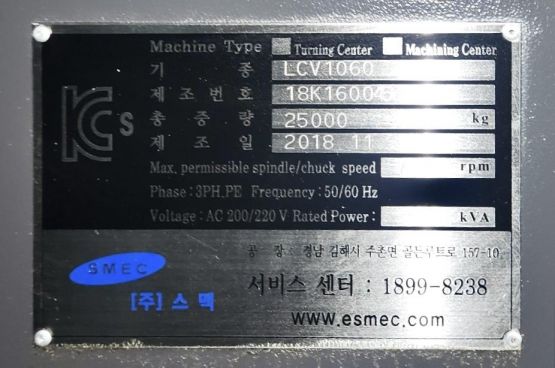 Machine Type Turning Center Machining Center
기 종 LCV1060
제조번호 18K16004
총 중 량 25000 kg
제 조 일 2018.11
Max. permissible spindle/chuck speed rpm
Phase: 3PH.PE Frequency: 50/60 Hz
Voltage: AC 200/220 V Rated Power: kVA
KC s
공 장 : 경남 김해시 주촌면 골든루트로 157-10
SMEC
서비스 센터 : 1899-8238
[주] 스 맥
www.esmec.com